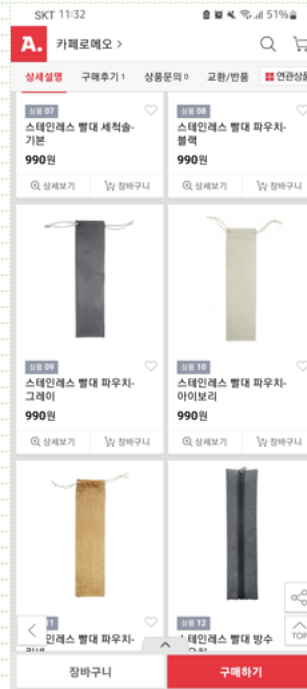 SKT 11:32
51%
A. 카페로메오 >
상세설명 구매후기 1 상품문의 0 교환/반품 연관상품
상품 07
스테인레스 빨대 세척솔-
기본
990원
상세보기 장바구니
상품 08
스테인레스 빨대 파우치-
블랙
990원
상세보기 장바구니
상품 09
스테인레스 빨대 파우치-
그레이
990원
상세보기 장바구니
상품 10
스테인레스 빨대 파우치-
아이보리
990원
상세보기 장바구니
11
인레스 빨대 파우치-
12
테인레스 빨대 방수
TOP
장바구니 구매하기